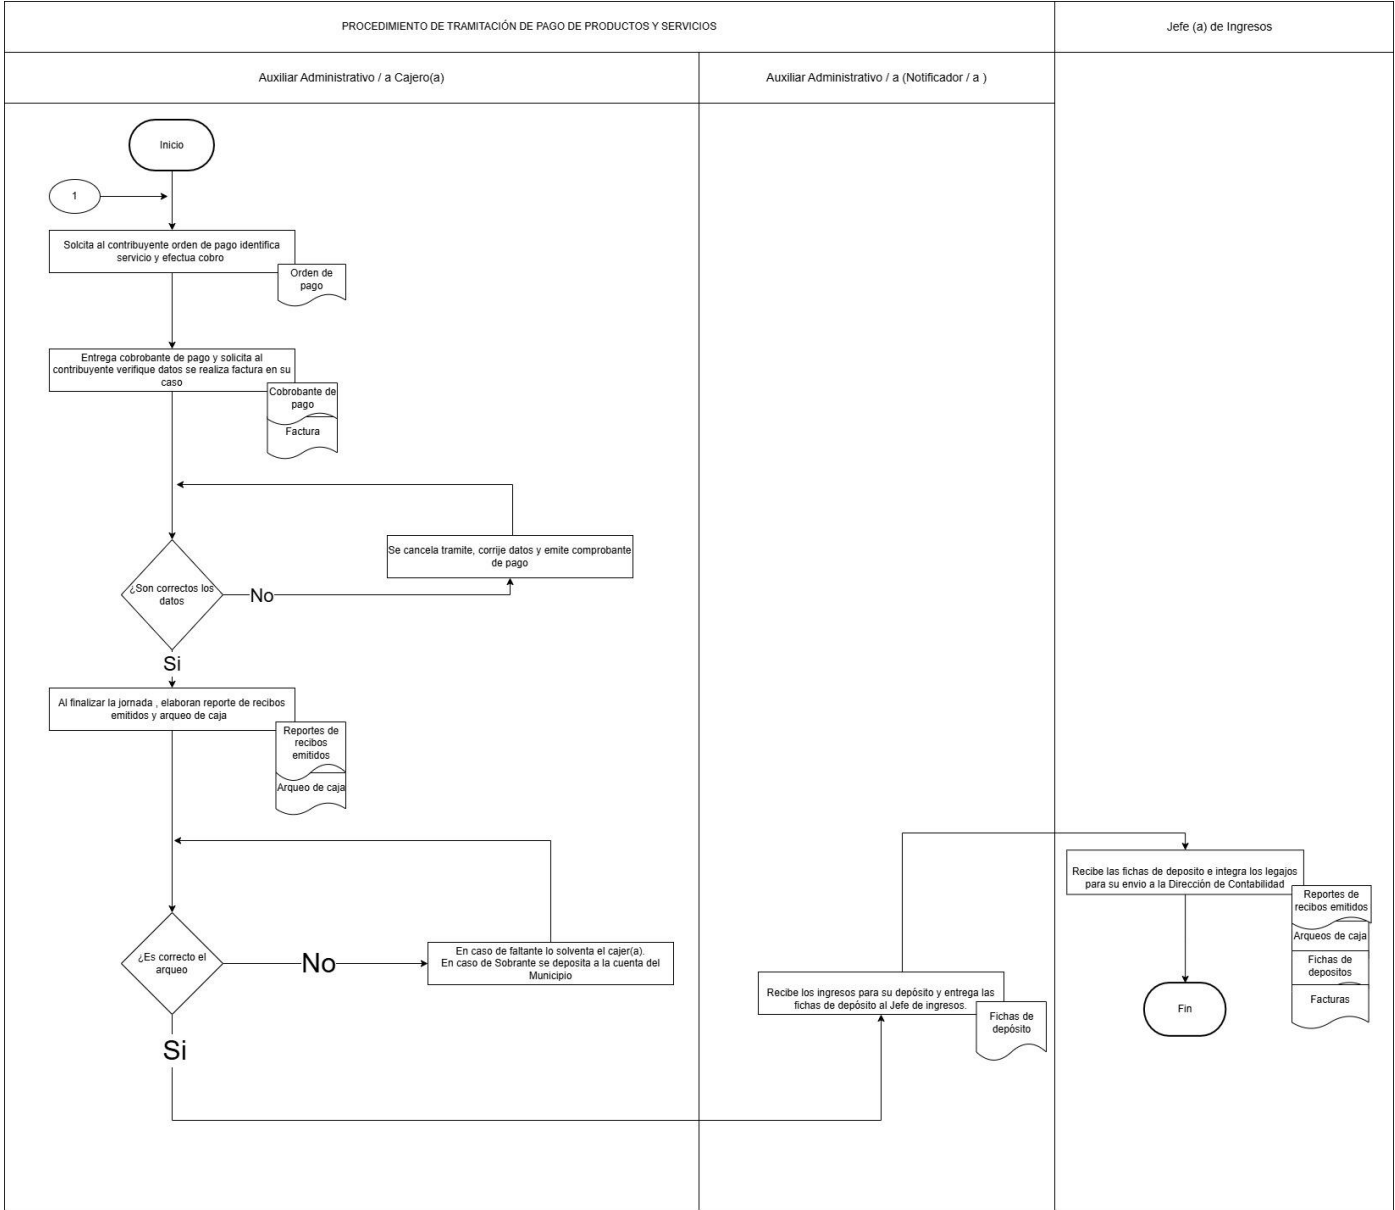 PROCEDIMIENTO DE TRAMITACIÓN DE PAGO DE PRODUCTOS Y SERVICIOS
Jefe (a) de Ingresos
Auxiliar Administrativo / a Cajero(a)
Auxiliar Administrativo / a (Notificador / a )
Inicio
1
Solcita al contribuyente orden de pago identifica
servicio y efectua cobro
Orden de
pago
Entrega cobrobante de pago y solicita al
contribuyente verifique datos se realiza factura en su
caso
Cobrobante de
pago
Factura
Se cancela tramite, corrije datos y emite comprobante
de pago
¿Son correctos los
datos
No
Si
Al finalizar la jornada , elaboran reporte de recibos
emitidos y arqueo de caja
Reportes de
recibos
emitidos
Arqueo de caja
¿Es correcto el
arqueo
No
En caso de faltante lo solventa el cajer(a).
En caso de Sobrante se deposita a la cuenta del
Municipio
Si
Recibe los ingresos para su depósito y entrega las
fichas de depósito al Jefe de ingresos.
Fichas de
depósito
Recibe las fichas de deposito e integra los legajos
para su envio a la Dirección de Contabilidad
Reportes de
recibos emitidos
Arqueos de caja
Fichas de
depositos
Facturas
Fin